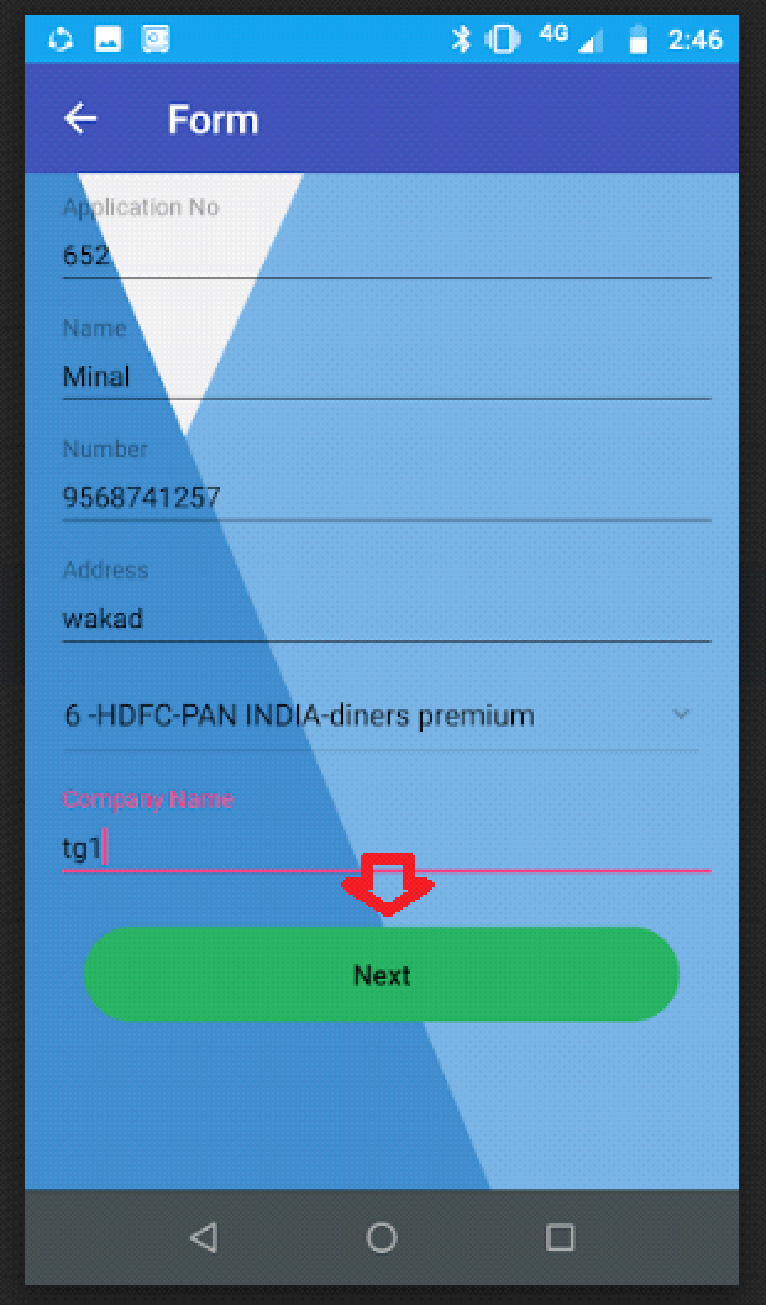 4G 2:46
Form
Application No
652
Name
Minal
Number
9568741257
Address
wakad
6 -HDFC-PAN INDIA-diners premium
Company Name
tg1
Next